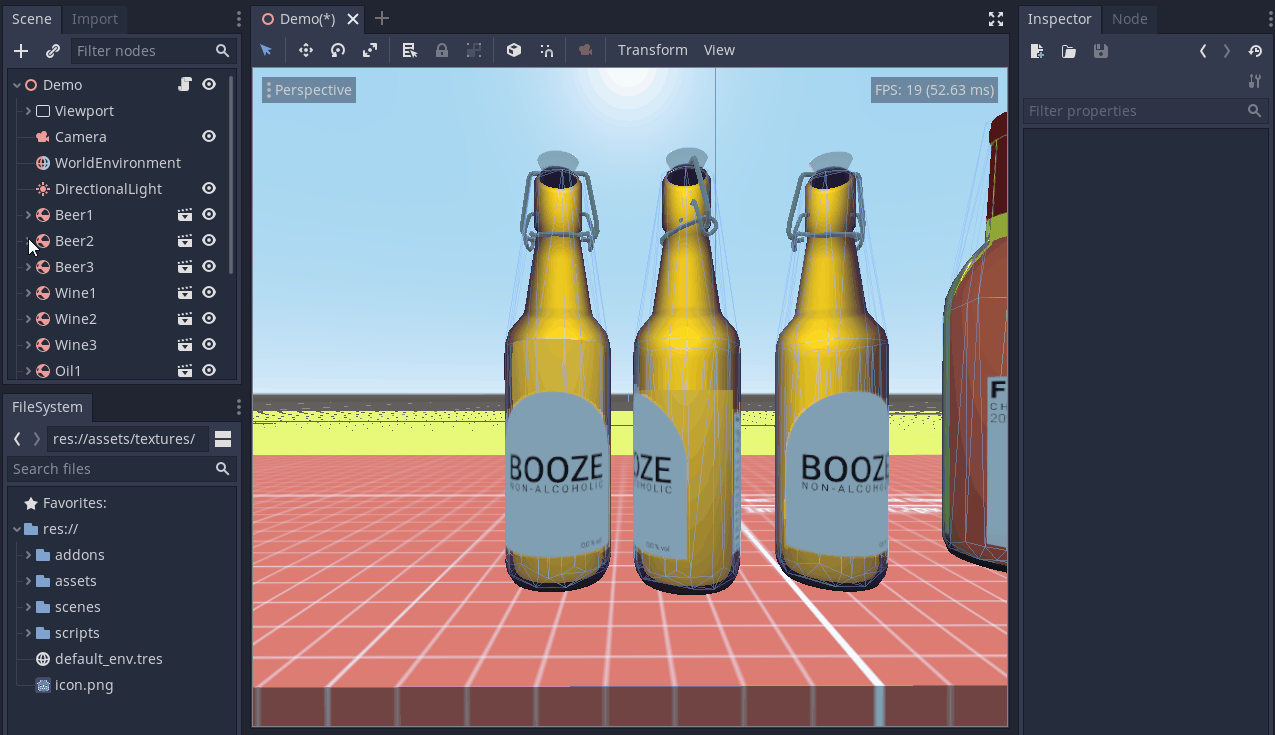 Scene Import
Filter nodes
Demo
Viewport
Camera
WorldEnvironment
DirectionalLight
Beer1
Beer2
Beer3
Wine1
Wine2
Wine3
Oil1
FileSystem
res://assets/textures/
Search files
Favorites:
res://
addons
assets
scenes
scripts
default_env.tres
icon.png
Demo(*)
Transform View
Perspective
FPS: 19 (52.63 ms)
BOOZE
NON-ALCOHOLIC
OZE
OHOLIC
BOOZE
NON-ALCOHOLIC
F
CH
20
Inspector Node
Filter properties